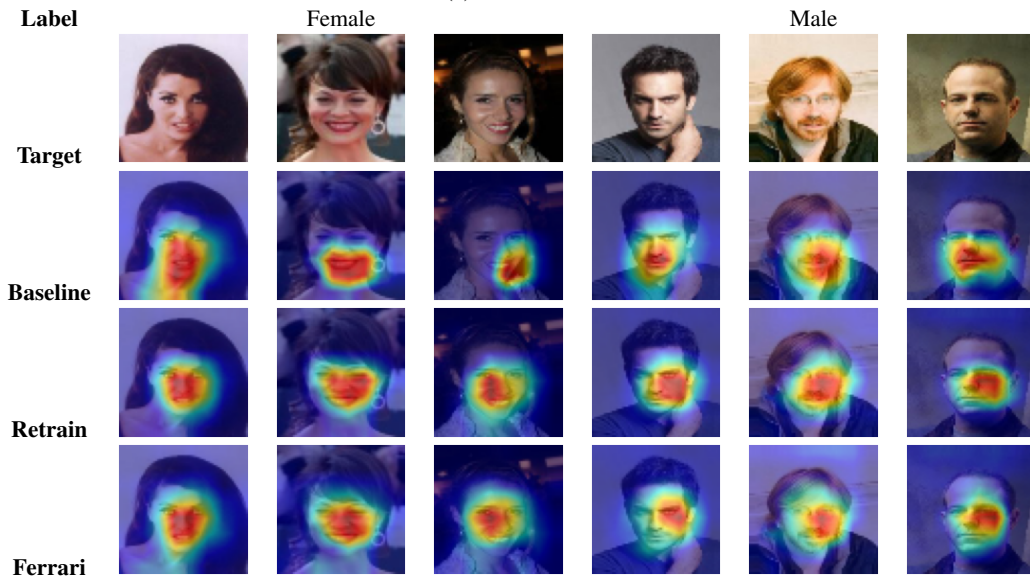 Label Female Male
Target
Baseline
Retrain
Ferrari